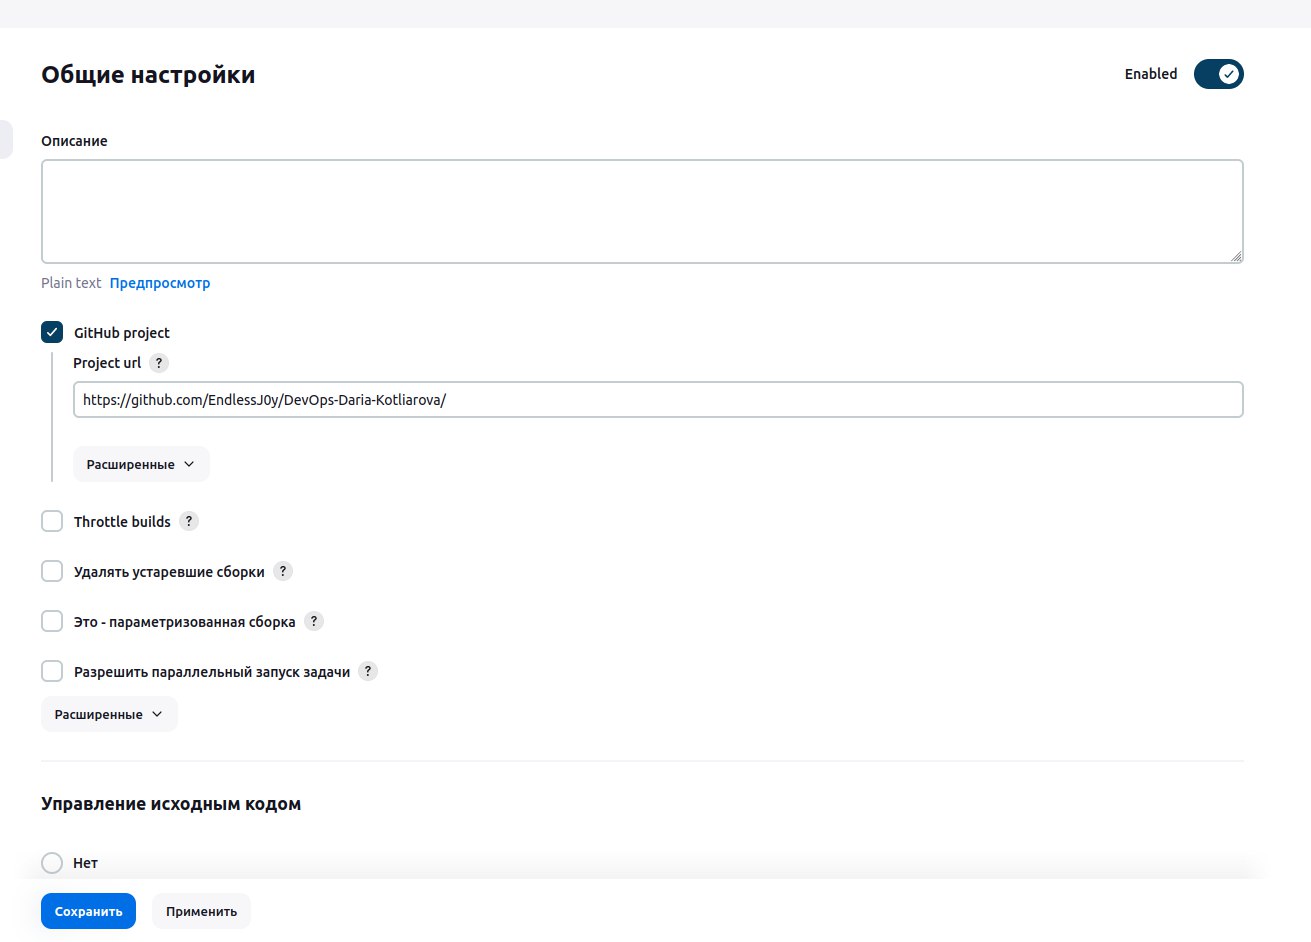 Общие настройки
Enabled
Описание
Plain text Предпросмотр
GitHub project
Project url ?
https://github.com/EndlessJ0y/DevOps-Daria-Kotliarova/
Расширенные
Throttle builds ?
Удалять устаревшие сборки ?
Это - параметризованная сборка ?
Разрешить параллельный запуск задачи ?
Расширенные
Управление исходным кодом
Нет
Сохранить Применить